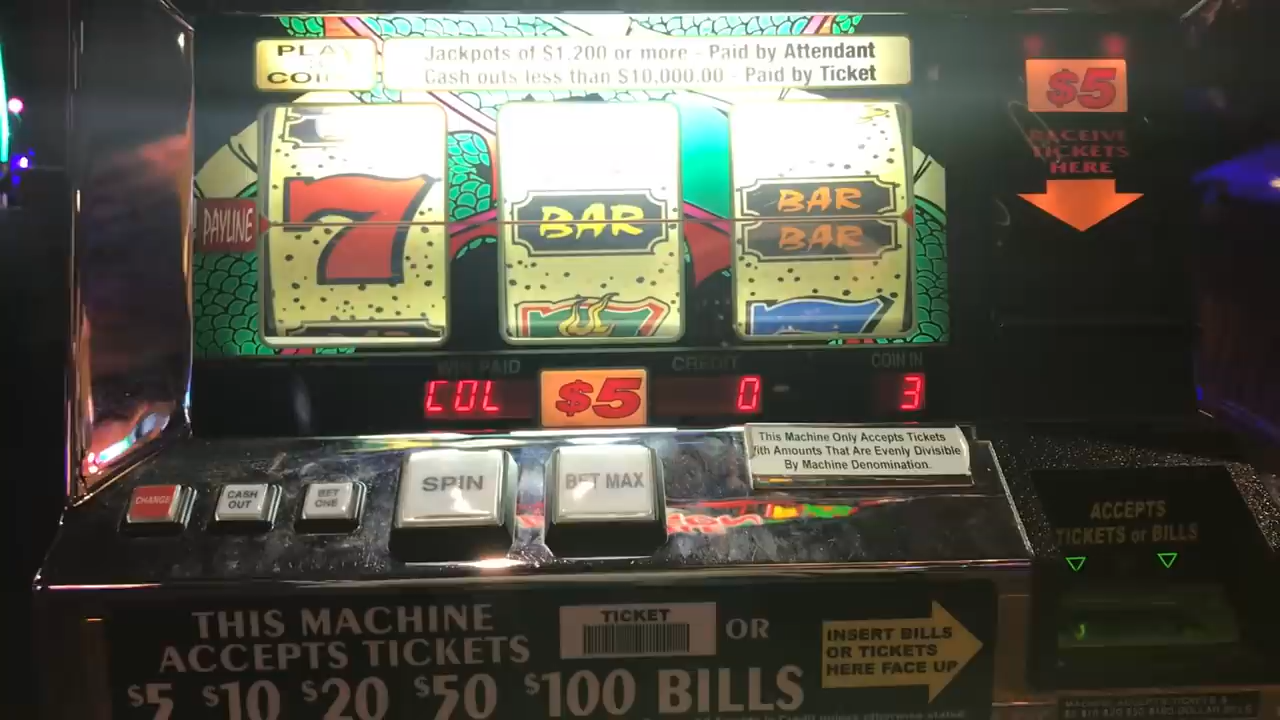 PLAY
COIN
Jackpots of $1,200 or more - Paid by Attendant
Cash outs less than $10,000.00 - Paid by Ticket
$5
RECEIVE
TICKETS
HERE
PAYLINE
7
BAR
BAR
BAR
PAID
CREDIT
COIN IN
COL
$5
0
3
This Machine Only Accepts Tickets
ith Amounts That Are Evenly Divisible
By Machine Denomination.
CHANGE
CASH
OUT
BET
ONE
SPIN
BET MAX
ACCEPTS
TICKETS or BILLS
THIS MACHINE
ACCEPTS TICKETS
TICKET
OR
INSERT BILLS
OR TICKETS
HERE FACE UP
$5 $10 $20 $50 $100 BILLS